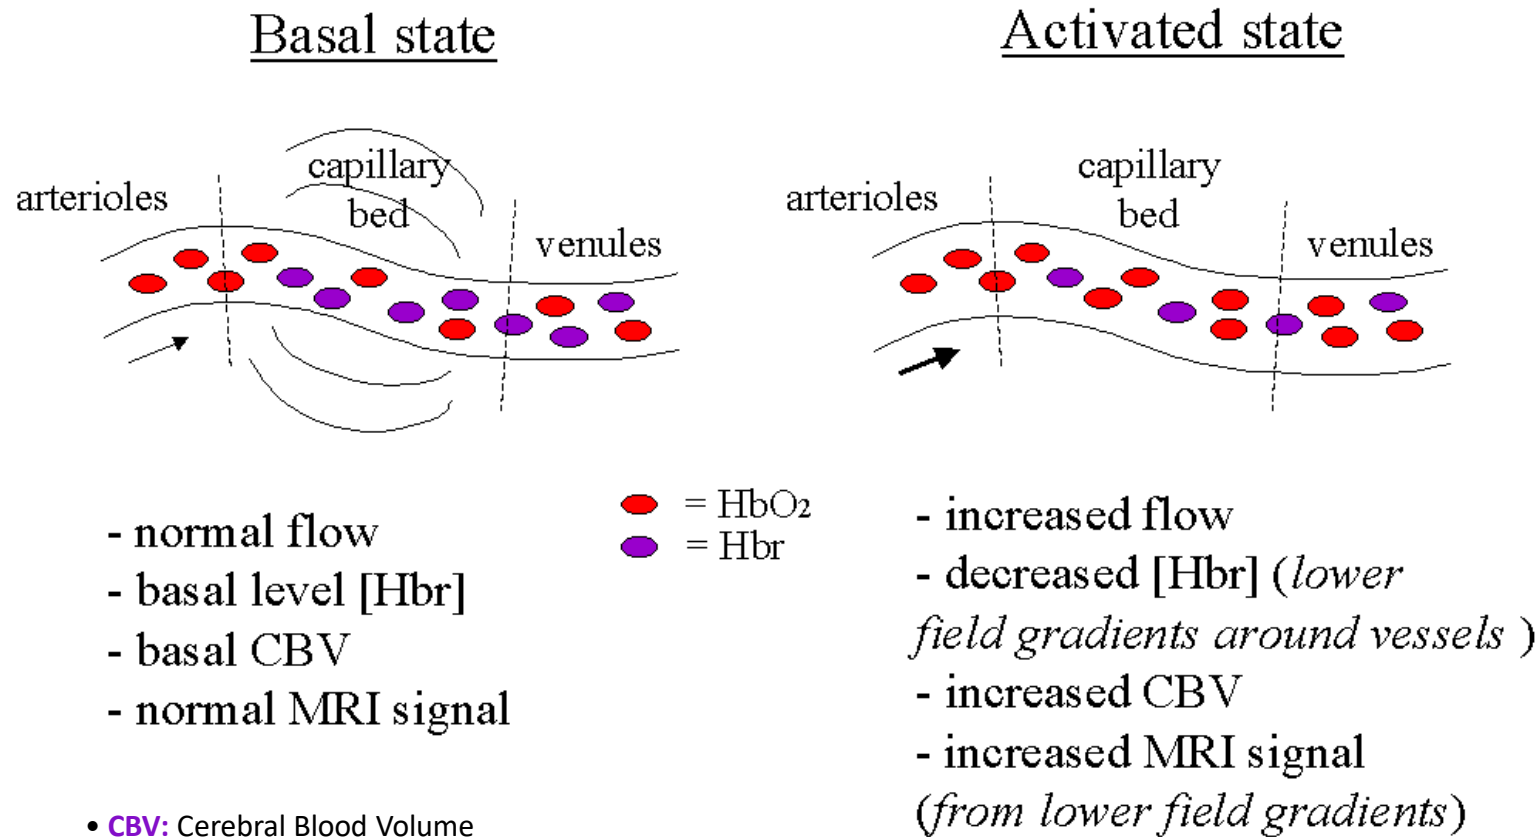 Basal state
Activated state
arterioles
capillary
bed
venules
arterioles
capillary
bed
venules
= HbO₂
= Hbr
- normal flow
- basal level [Hbr]
- basal CBV
- normal MRI signal
- increased flow
- decreased [Hbr] (lower
field gradients around vessels )
- increased CBV
- increased MRI signal
(from lower field gradients)
• CBV: Cerebral Blood Volume